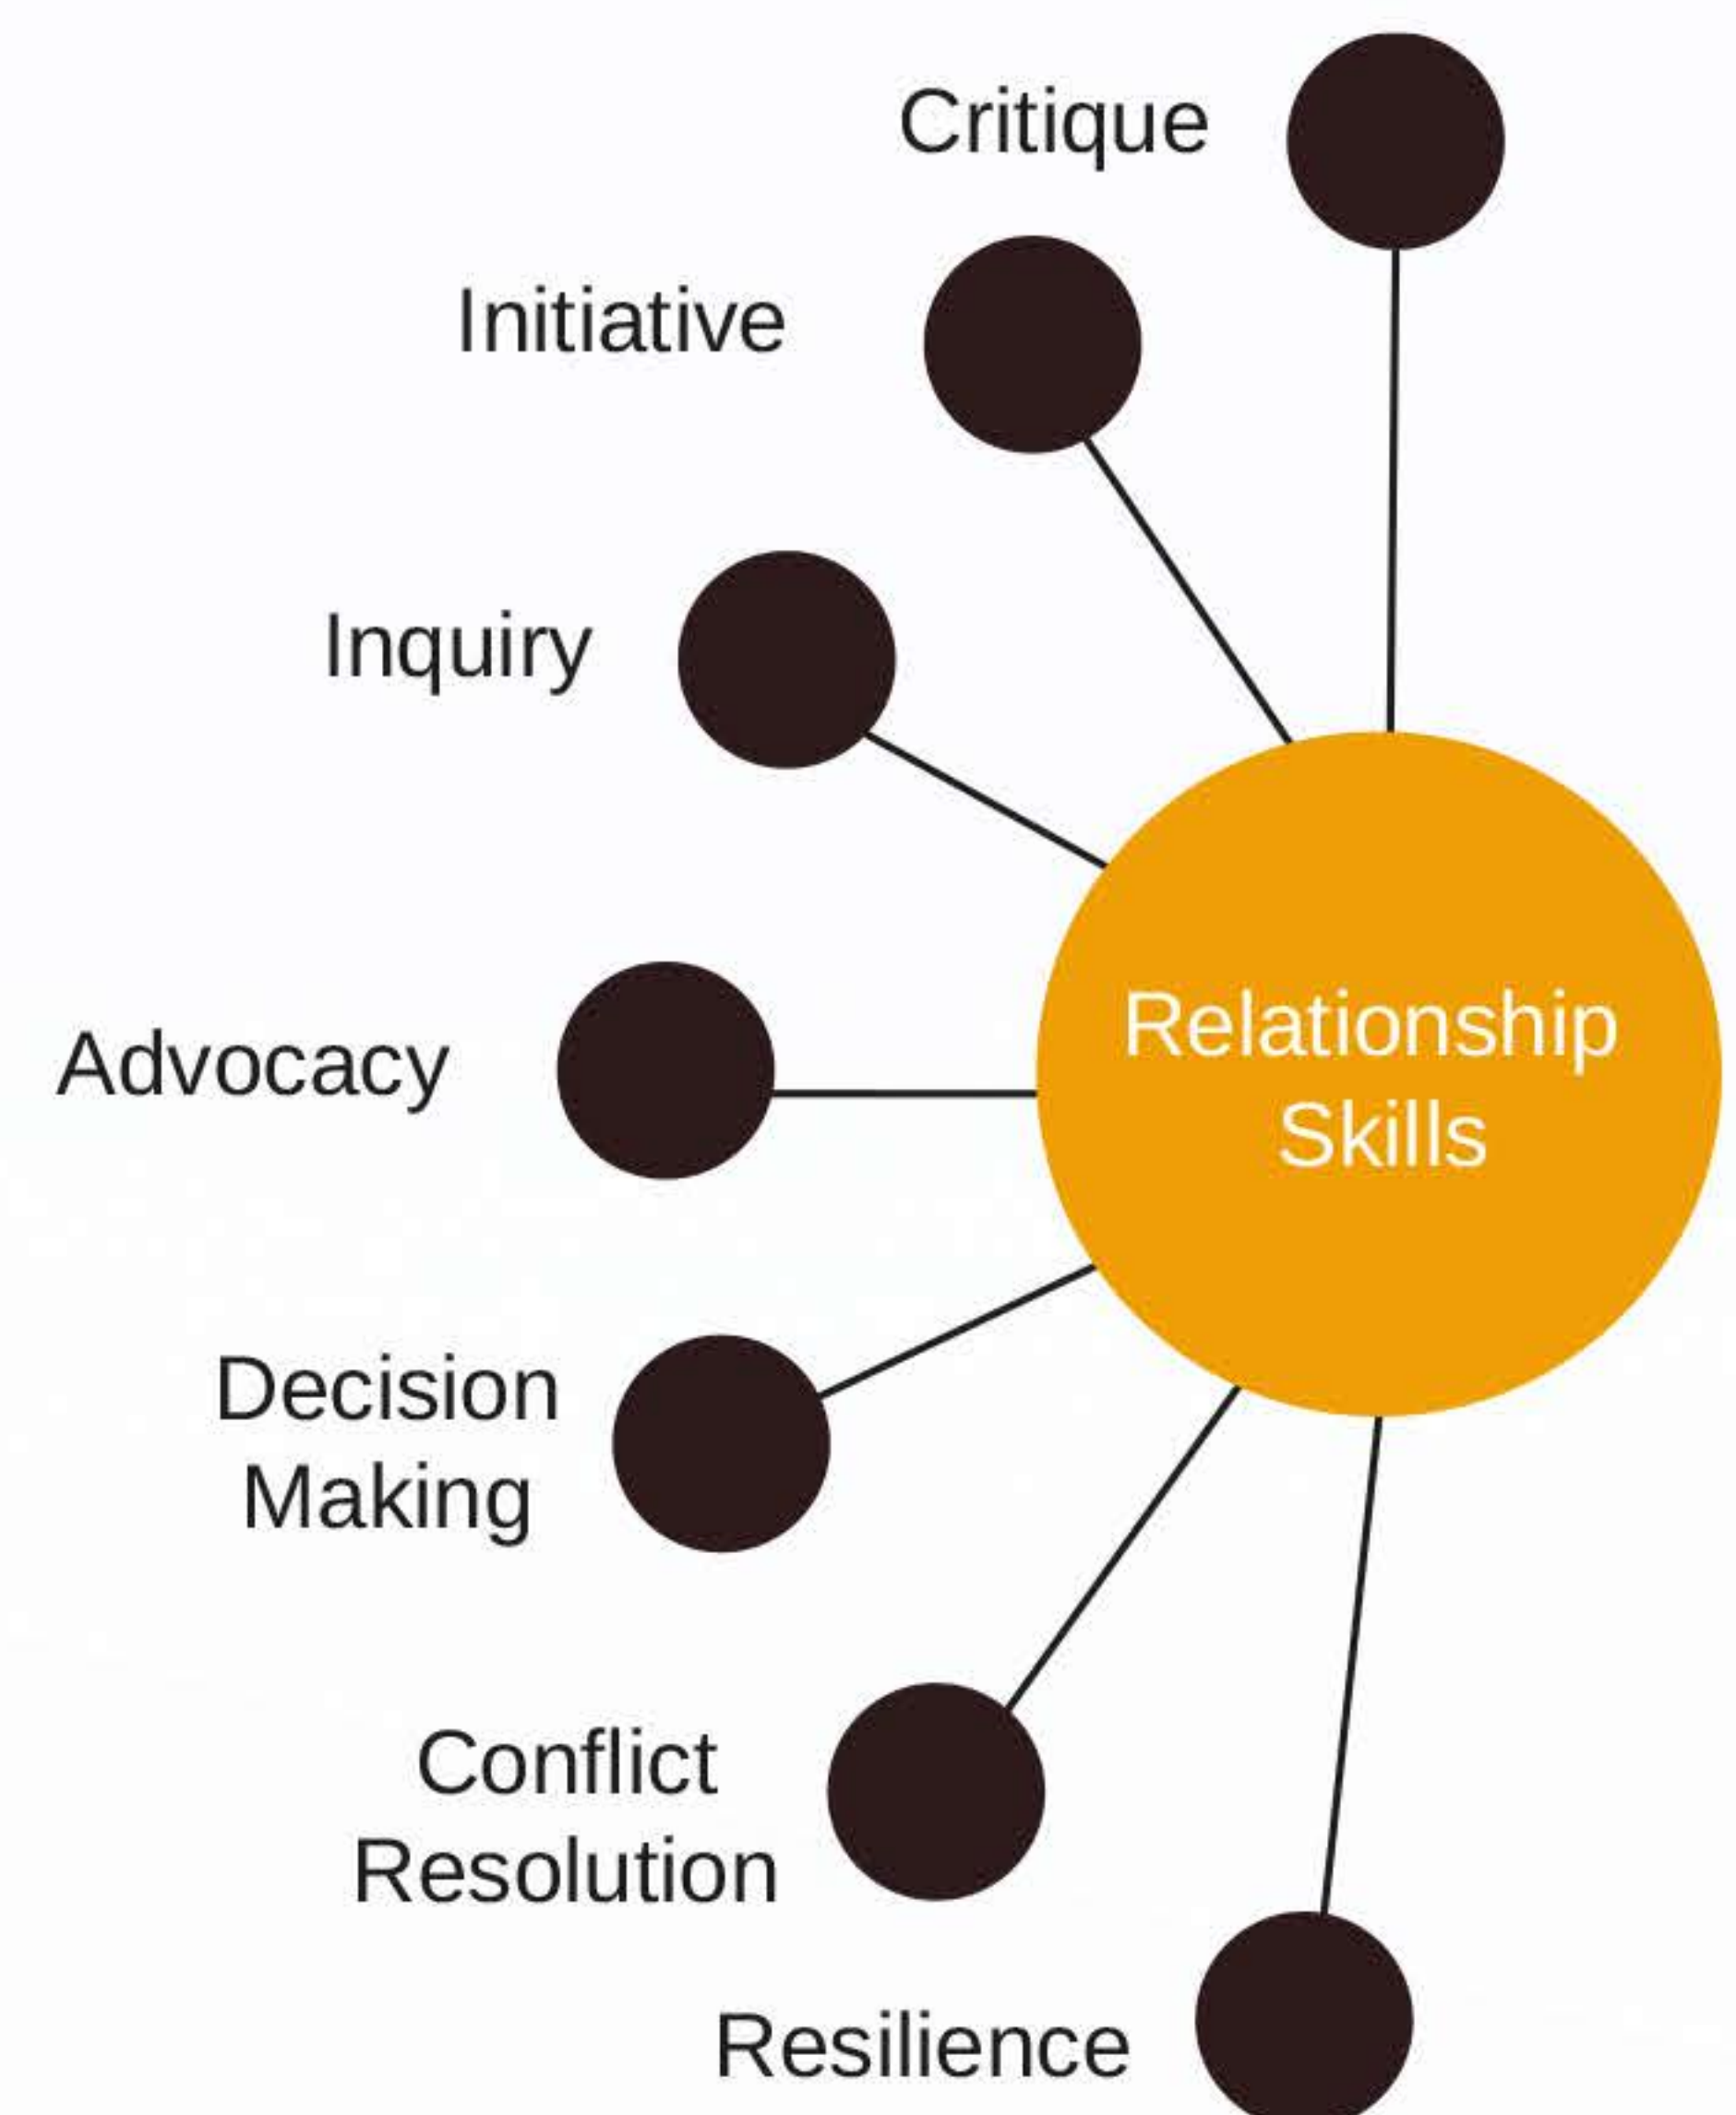 Critique
Initiative
Inquiry
Advocacy
Relationship
Skills
Decision
Making
Conflict
Resolution
Resilience